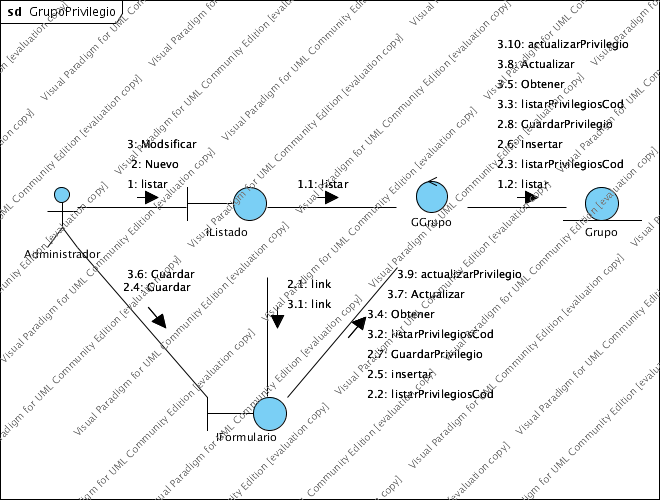 sd GrupoPrivilegio
3.10: actualizarPrivilegio
3.8: Actualizar
3.5: Obtener
3.3: listarPrivilegiosCod
2.8: GuardarPrivilegio
2.6: Insertar
2.3: listarPrivilegiosCod
1.2: listar
3: Modsificar
2: Nuevo
1: listar
1.1: listar
Administrador
IListado
GGrupo
Grupo
3.6: Guardar
2.4: Guardar
2.1: link
3.1: link
3.9: actualizarPrivilegio
3.7: Actualizar
3.4: Obtener
3.2: listarPrivilegiosCod
2.7: GuardarPrivilegio
2.5: insertar
2.2: listarPrivilegiosCod
IFormulario
Visual Paradigm for UML Community Edition [evaluation copy]